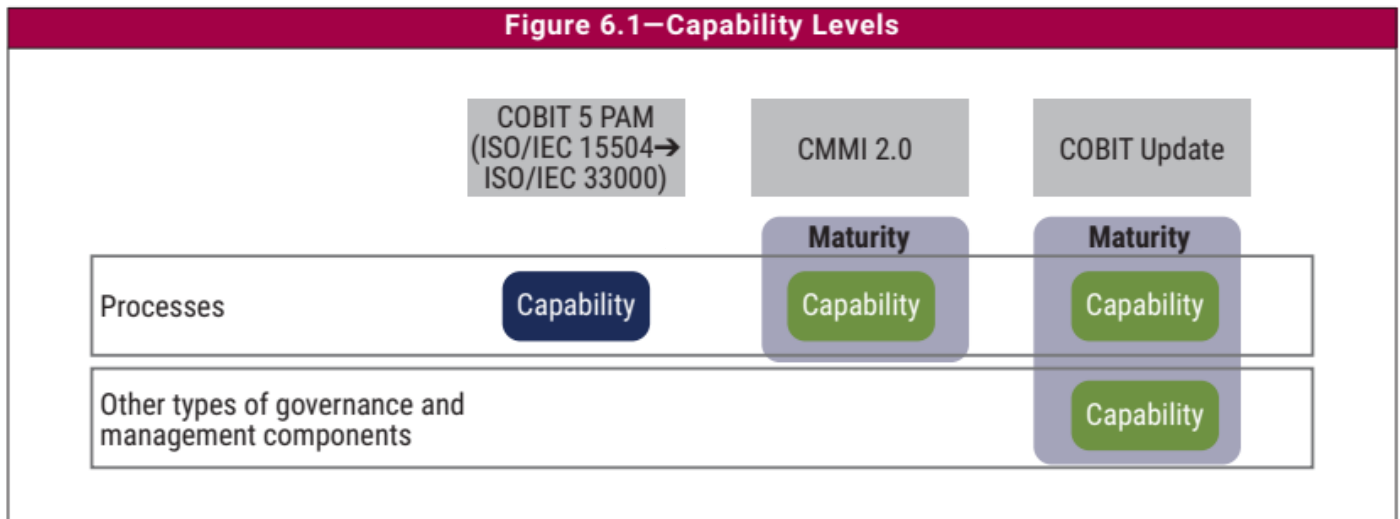 Figure 6.1—Capability Levels
COBIT 5 PAM
(ISO/IEC 15504➔
ISO/IEC 33000)
CMMI 2.0
COBIT Update
Maturity
Maturity
Processes
Capability
Capability
Capability
Other types of governance and
management components
Capability